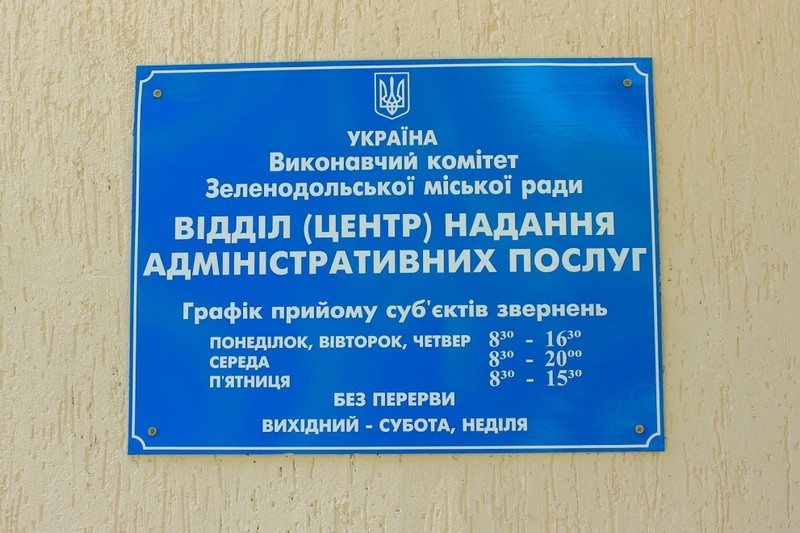 УКРАЇНА
Виконавчий комітет
Зеленодольської міської ради
ВІДДІЛ (ЦЕНТР) НАДАННЯ
АДМІНІСТРАТИВНИХ ПОСЛУГ
Графік прийому суб'єктів звернень
ПОНЕДІЛОК, ВІВТОРОК, ЧЕТВЕР 8³⁰ - 16³⁰
СЕРЕДА 8³⁰ - 20⁰⁰
П'ЯТНИЦЯ 8³⁰ - 15³⁰
БЕЗ ПЕРЕРВИ
ВИХІДНИЙ - СУБОТА, НЕДІЛЯ